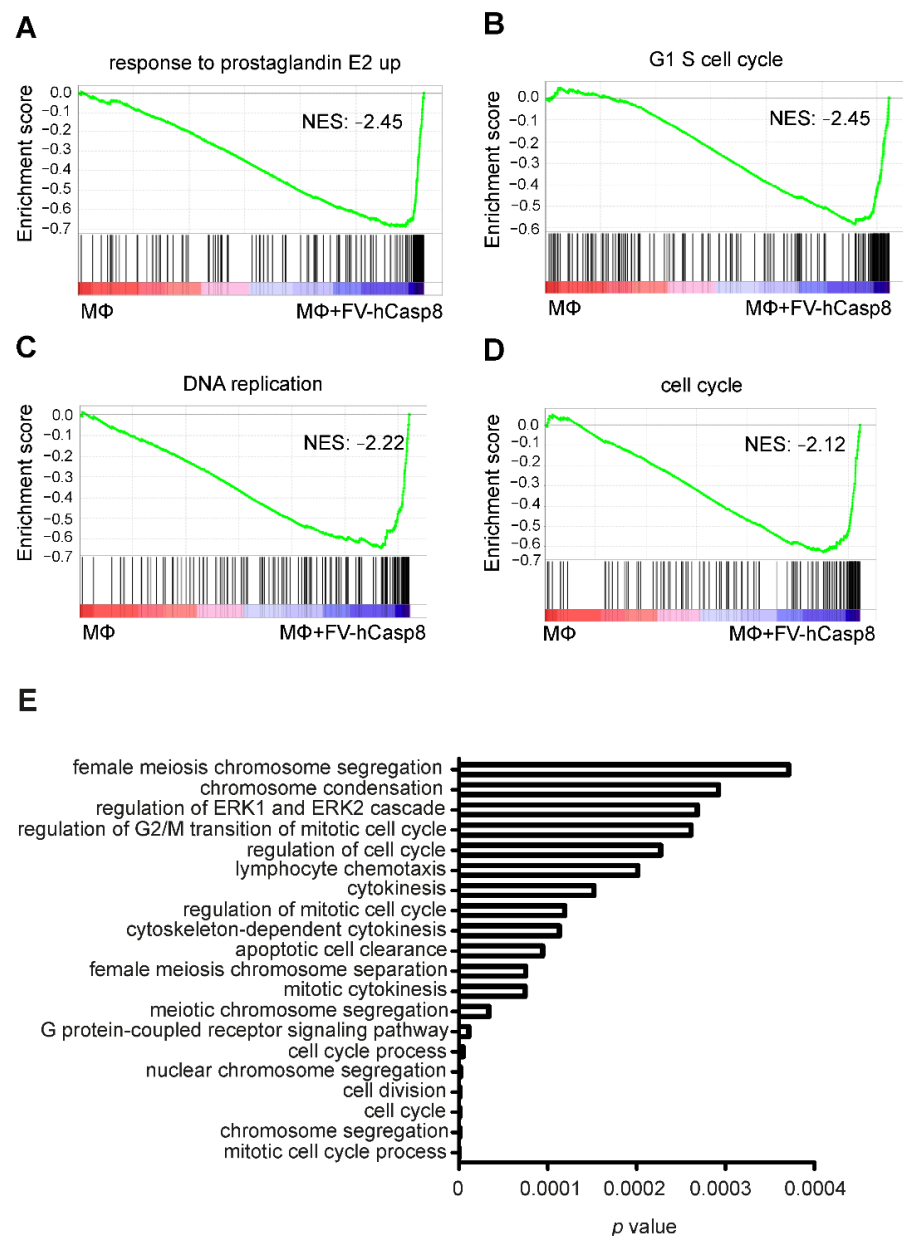 A
response to prostaglandin E2 up
Enrichment score
0.0
−0.1
−0.2
−0.3
−0.4
−0.5
−0.6
−0.7
NES: −2.45
MΦ MΦ+FV-hCasp8
B
G1 S cell cycle
Enrichment score
0.0
−0.1
−0.2
−0.3
−0.4
−0.5
−0.6
NES: −2.45
MΦ MΦ+FV-hCasp8
C
DNA replication
Enrichment score
0.0
−0.1
−0.2
−0.3
−0.4
−0.5
−0.6
−0.7
NES: −2.22
MΦ MΦ+FV-hCasp8
D
cell cycle
Enrichment score
0.0
−0.1
−0.2
−0.3
−0.4
−0.5
−0.6
−0.7
NES: −2.12
MΦ MΦ+FV-hCasp8
E
female meiosis chromosome segregation
chromosome condensation
regulation of ERK1 and ERK2 cascade
regulation of G2/M transition of mitotic cell cycle
regulation of cell cycle
lymphocyte chemotaxis
cytokinesis
regulation of mitotic cell cycle
cytoskeleton-dependent cytokinesis
apoptotic cell clearance
female meiosis chromosome separation
mitotic cytokinesis
meiotic chromosome segregation
G protein-coupled receptor signaling pathway
cell cycle process
nuclear chromosome segregation
cell division
cell cycle
chromosome segregation
mitotic cell cycle process
0 0.0001 0.0002 0.0003 0.0004
p value